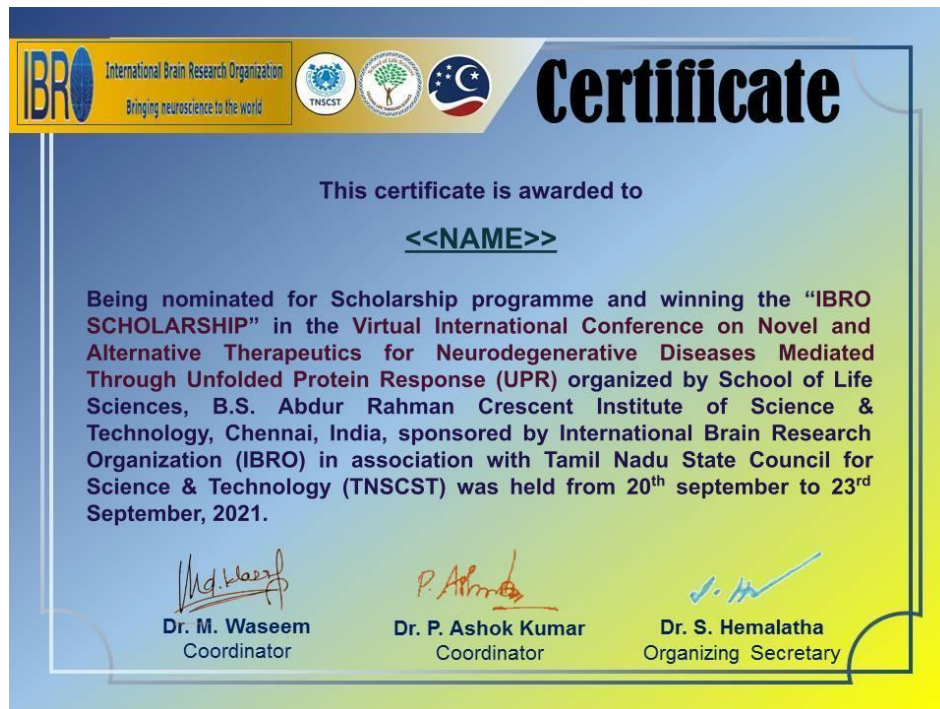 IBRO
International Brain Research Organization
Bringing neuroscience to the world
TNSCST
School of Life Sciences
Certificate
This certificate is awarded to
<<NAME>>
Being nominated for Scholarship programme and winning the “IBRO
SCHOLARSHIP” in the Virtual International Conference on Novel and
Alternative Therapeutics for Neurodegenerative Diseases Mediated
Through Unfolded Protein Response (UPR) organized by School of Life
Sciences, B.S. Abdur Rahman Crescent Institute of Science &
Technology, Chennai, India, sponsored by International Brain Research
Organization (IBRO) in association with Tamil Nadu State Council for
Science & Technology (TNSCST) was held from 20th september to 23rd
September, 2021.
Dr. M. Waseem
Coordinator
Dr. P. Ashok Kumar
Coordinator
Dr. S. Hemalatha
Organizing Secretary